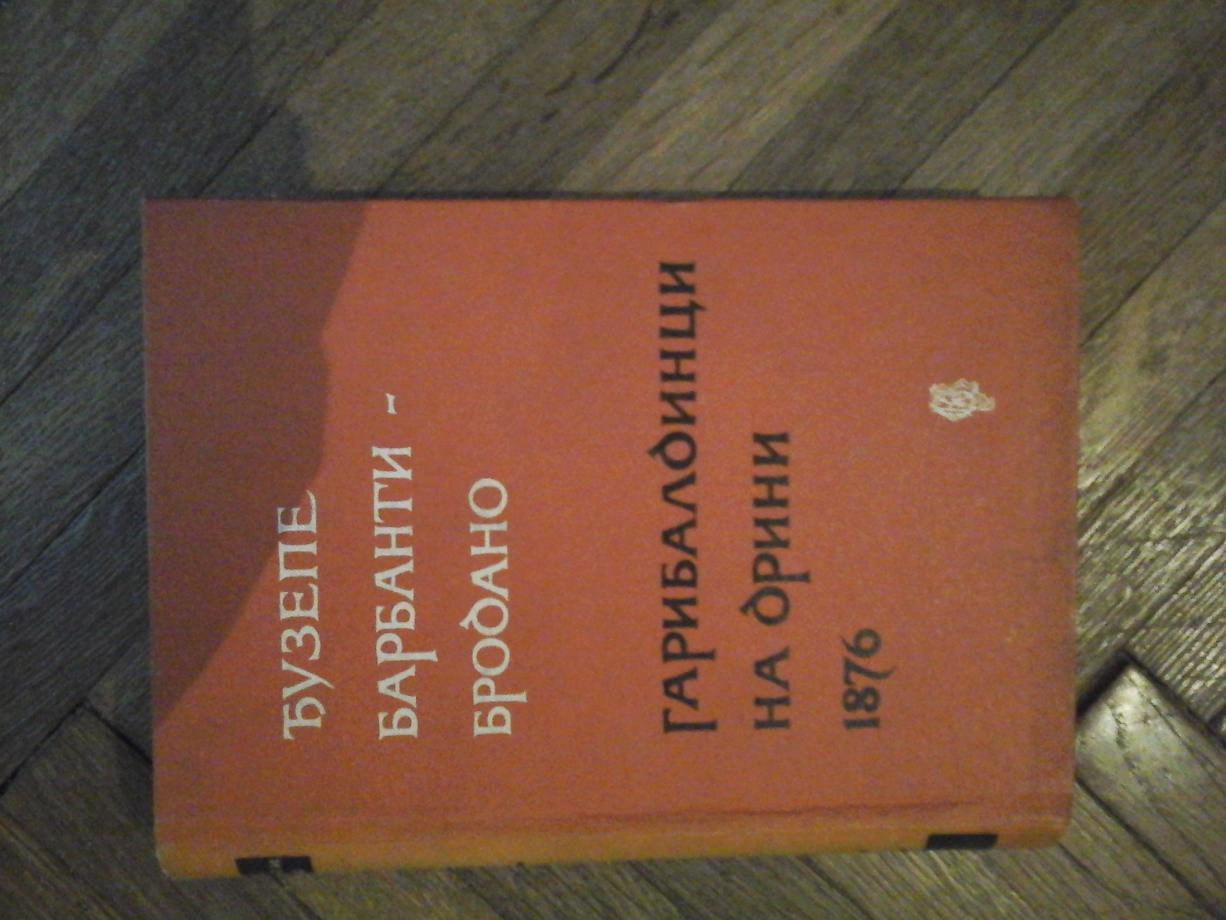 ЂУЗЕПЕ
БАРБАНТИ -
БРОДАНО
ГАРИБАЛДИНЦИ
НА ДРИНИ
1876